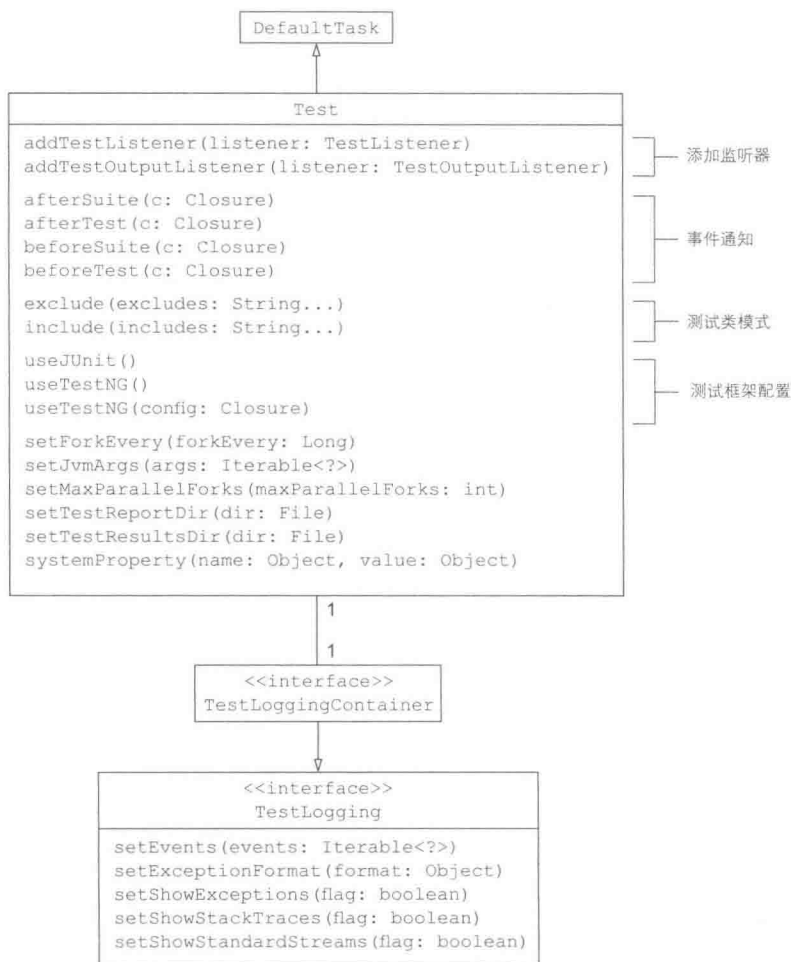 DefaultTask
Test
addTestListener(listener: TestListener)
addTestOutputListener(listener: TestOutputListener)
添加监听器
afterSuite(c: Closure)
afterTest(c: Closure)
beforeSuite(c: Closure)
beforeTest(c: Closure)
事件通知
exclude(excludes: String...)
include(includes: String...)
测试类模式
useJUnit()
useTestNG()
useTestNG(config: Closure)
测试框架配置
setForkEvery(forkEvery: Long)
setJvmArgs(args: Iterable<?>)
setMaxParallelForks(maxParallelForks: int)
setTestReportDir(dir: File)
setTestResultsDir(dir: File)
systemProperty(name: Object, value: Object)
1
1
<<interface>>
TestLoggingContainer
<<interface>>
TestLogging
setEvents(events: Iterable<?>)
setExceptionFormat(format: Object)
setShowExceptions(flag: boolean)
setShowStackTraces(flag: boolean)
setShowStandardStreams(flag: boolean)